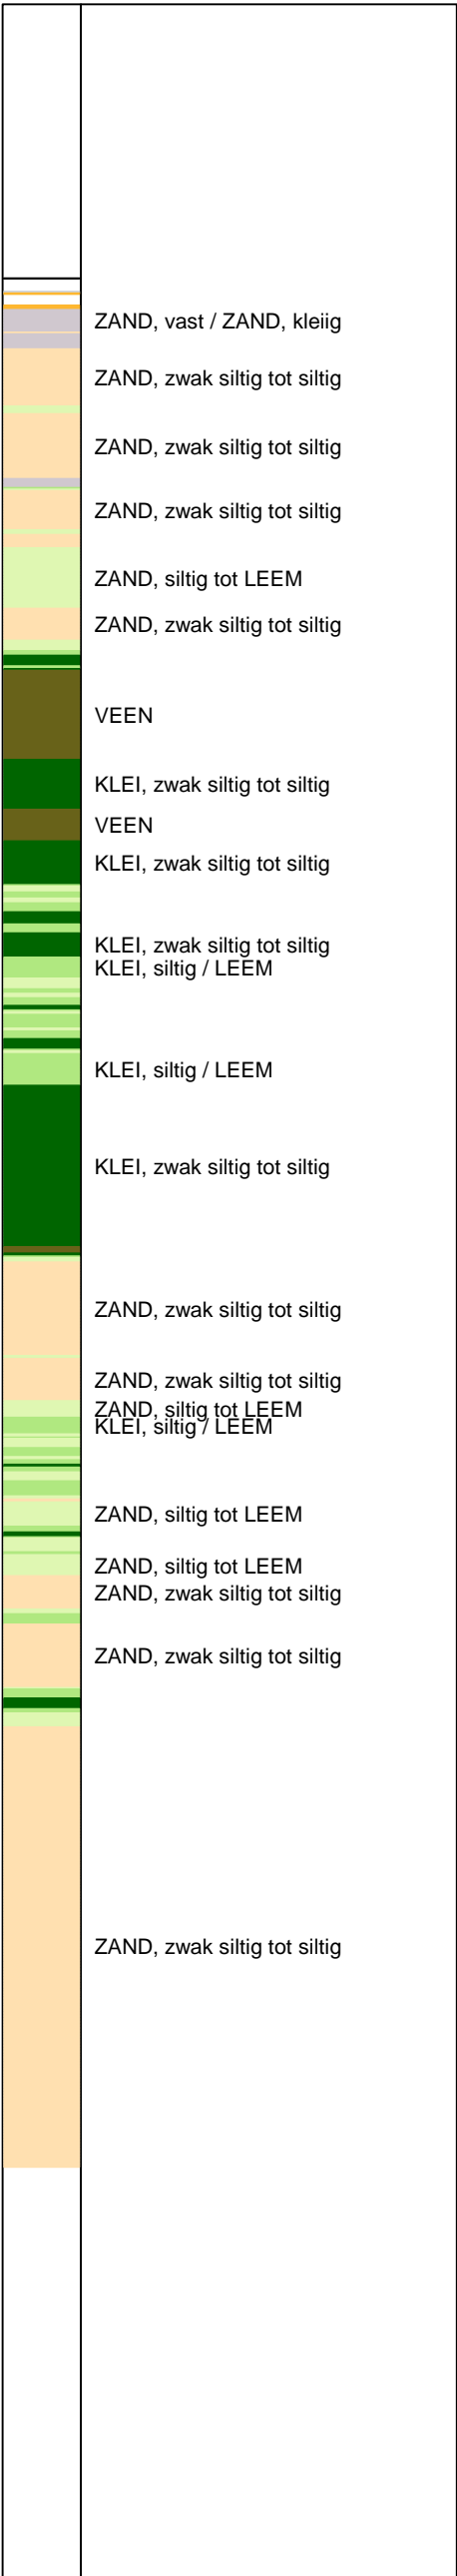 ZAND, vast / ZAND, kleiig
ZAND, zwak siltig tot siltig
ZAND, zwak siltig tot siltig
ZAND, zwak siltig tot siltig
ZAND, siltig tot LEEM
ZAND, zwak siltig tot siltig
VEEN
KLEI, zwak siltig tot siltig
VEEN
KLEI, zwak siltig tot siltig
KLEI, zwak siltig tot siltig
KLEI, siltig / LEEM
KLEI, siltig / LEEM
KLEI, zwak siltig tot siltig
ZAND, zwak siltig tot siltig
ZAND, zwak siltig tot siltig
ZAND, siltig tot LEEM
KLEI, siltig / LEEM
ZAND, siltig tot LEEM
ZAND, siltig tot LEEM
ZAND, zwak siltig tot siltig
ZAND, zwak siltig tot siltig
ZAND, zwak siltig tot siltig